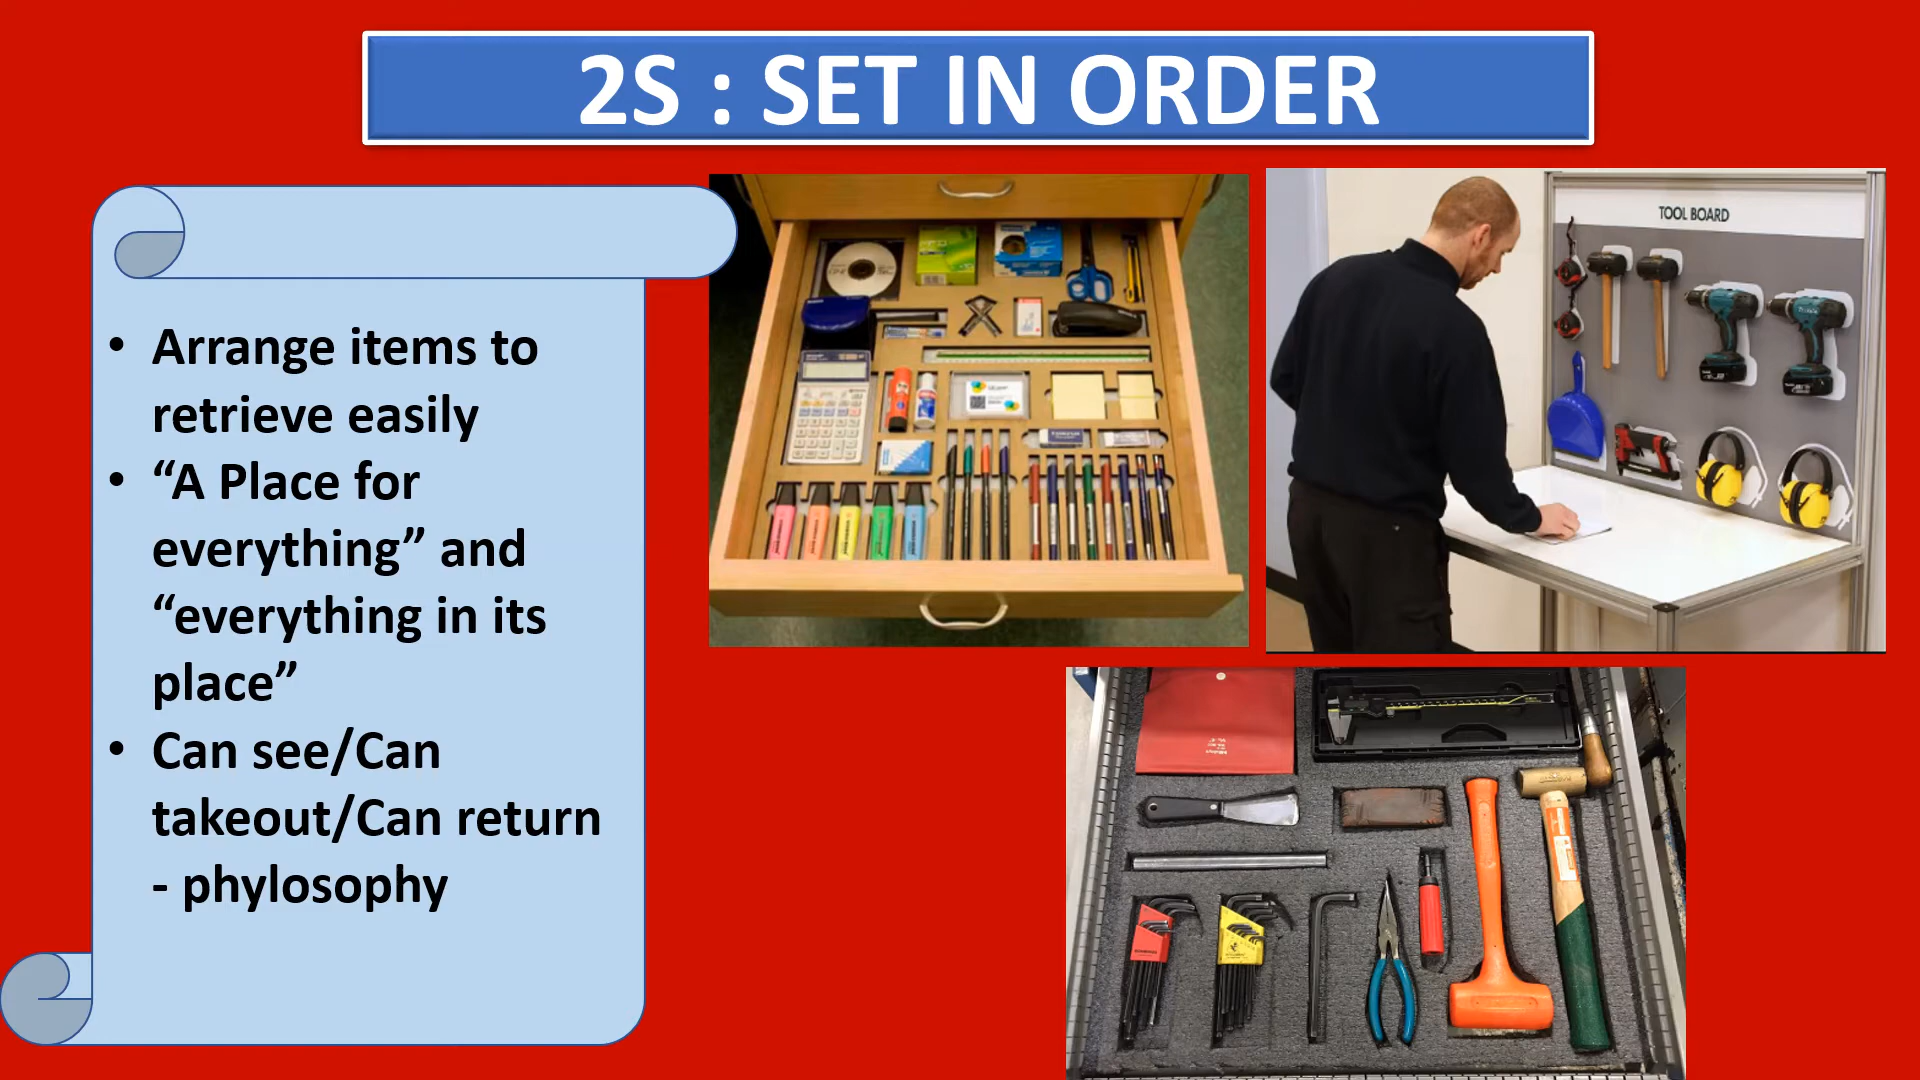 2S : SET IN ORDER
• Arrange items to
retrieve easily
• “A Place for
everything” and
“everything in its
place”
• Can see/Can
takeout/Can return
- phylosophy
TOOL BOARD